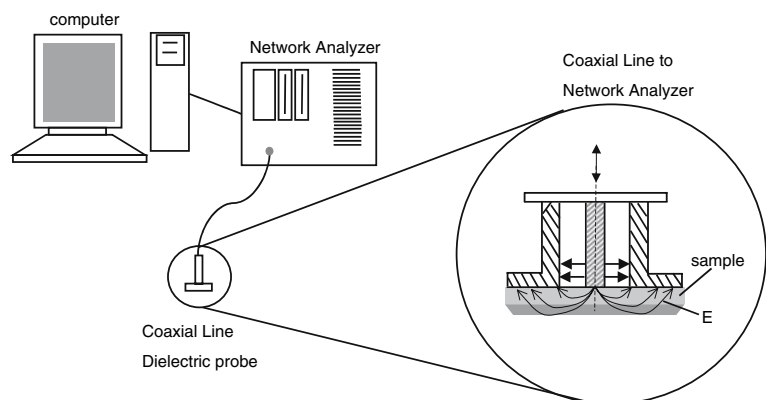 computer
Network Analyzer
Coaxial Line to
Network Analyzer
sample
E
Coaxial Line
Dielectric probe